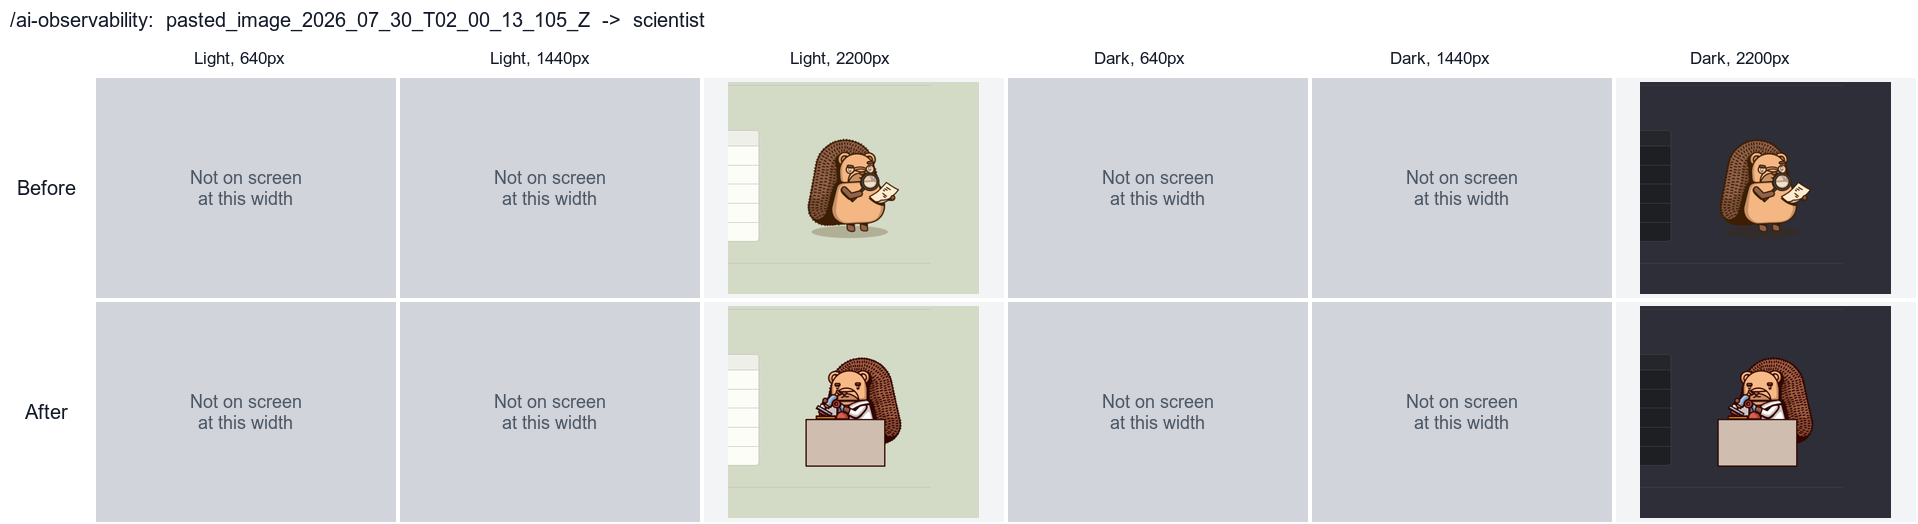 /ai-observability:  pasted_image_2026_07_30_T02_00_13_105_Z  ->  scientist
Light, 640px
Light, 1440px
Light, 2200px
Dark, 640px
Dark, 1440px
Dark, 2200px
Before
Not on screen
at this width
Not on screen
at this width
Not on screen
at this width
Not on screen
at this width
After
Not on screen
at this width
Not on screen
at this width
Not on screen
at this width
Not on screen
at this width